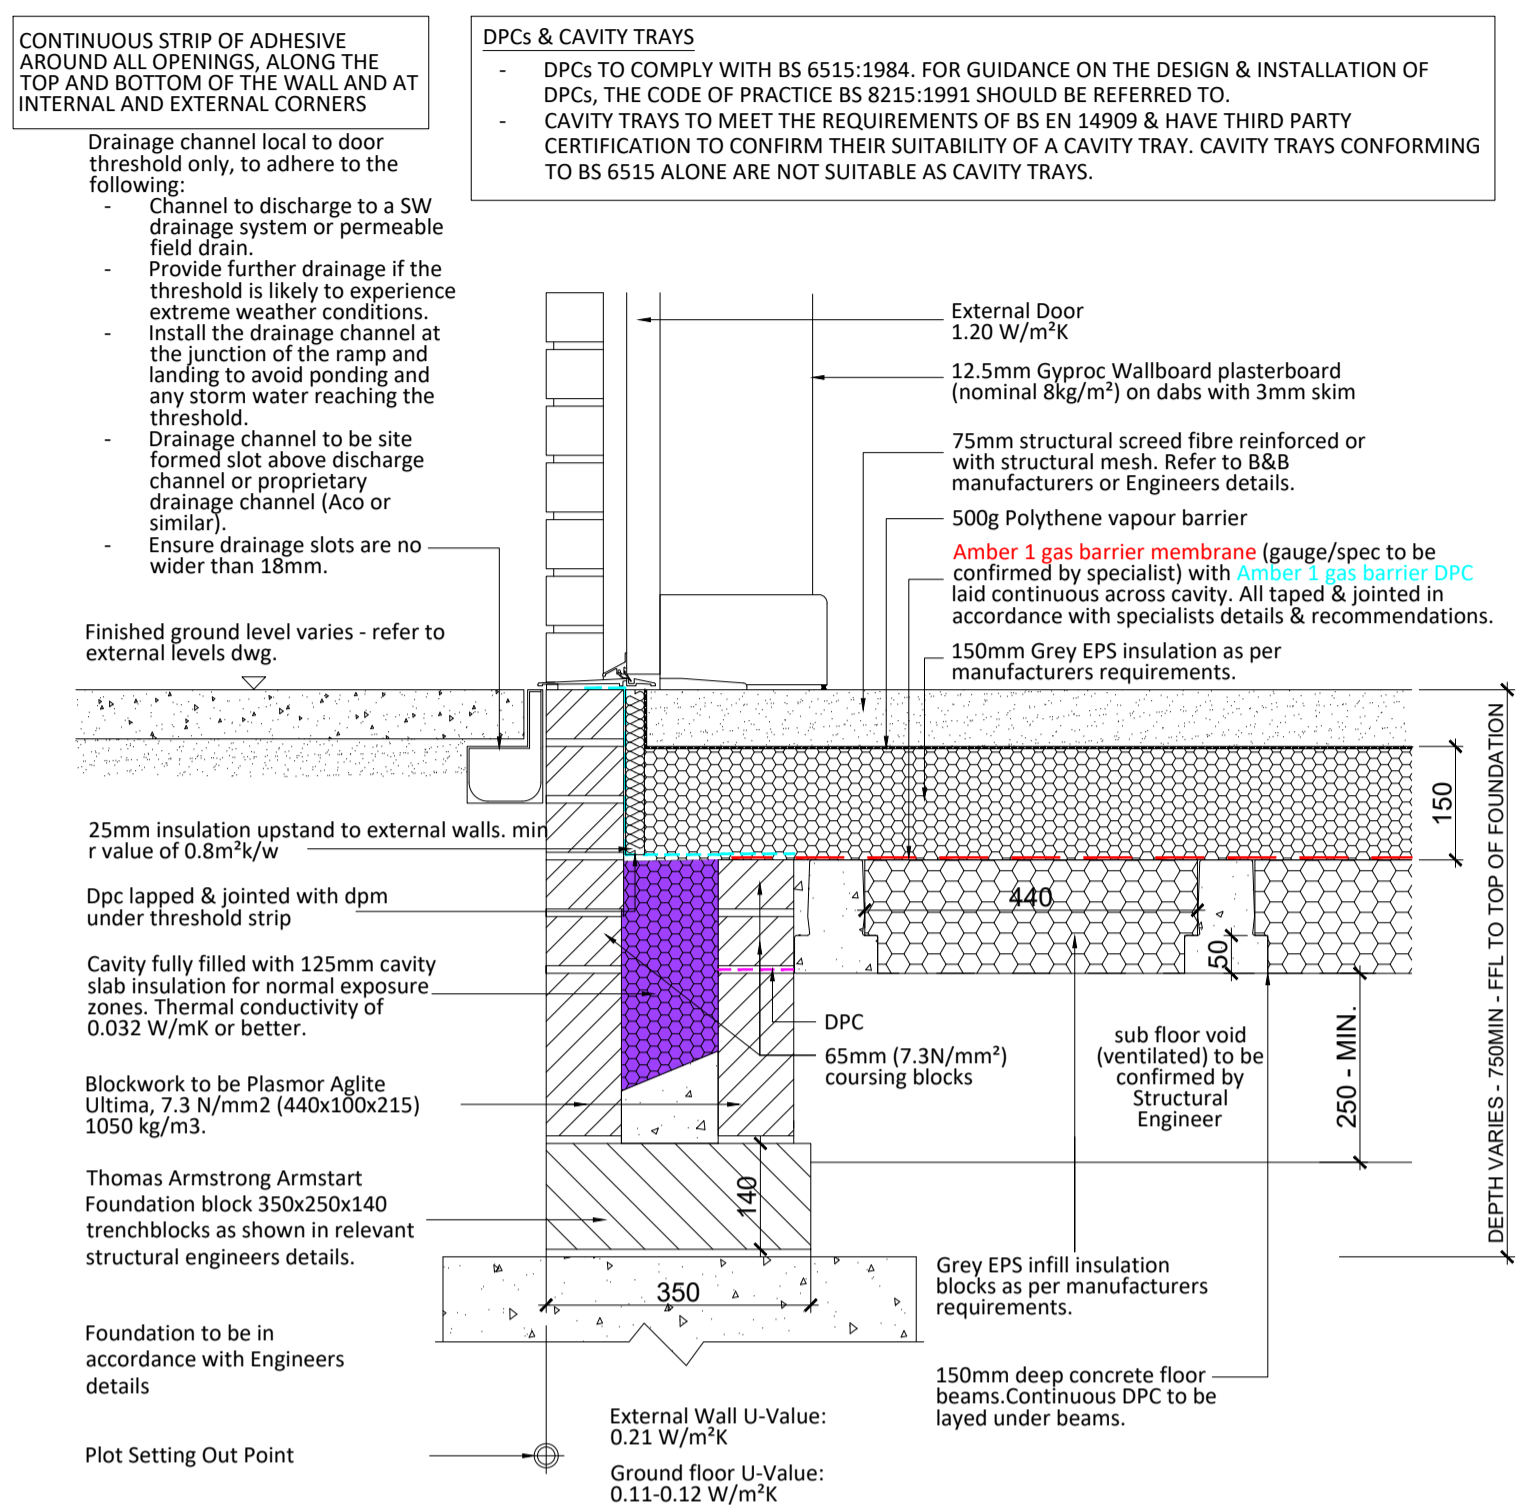 CONTINUOUS STRIP OF ADHESIVE
AROUND ALL OPENINGS, ALONG THE
TOP AND BOTTOM OF THE WALL AND AT
INTERNAL AND EXTERNAL CORNERS
DPCs & CAVITY TRAYS
- DPCs TO COMPLY WITH BS 6515:1984. FOR GUIDANCE ON THE DESIGN & INSTALLATION OF
DPCs, THE CODE OF PRACTICE BS 8215:1991 SHOULD BE REFERRED TO.
- CAVITY TRAYS TO MEET THE REQUIREMENTS OF BS EN 14909 & HAVE THIRD PARTY
CERTIFICATION TO CONFIRM THEIR SUITABILITY OF A CAVITY TRAY. CAVITY TRAYS CONFORMING
TO BS 6515 ALONE ARE NOT SUITABLE AS CAVITY TRAYS.
Drainage channel local to door
threshold only, to adhere to the
following:
- Channel to discharge to a SW
drainage system or permeable
field drain.
- Provide further drainage if the
threshold is likely to experience
extreme weather conditions.
- Install the drainage channel at
the junction of the ramp and
landing to avoid ponding and
any storm water reaching the
threshold.
- Drainage channel to be site
formed slot above discharge
channel or proprietary
drainage channel (Aco or
similar).
- Ensure drainage slots are no
wider than 18mm.
Finished ground level varies - refer to
external levels dwg.
25mm insulation upstand to external walls. min
r value of 0.8m²k/w
Dpc lapped & jointed with dpm
under threshold strip
Cavity fully filled with 125mm cavity
slab insulation for normal exposure
zones. Thermal conductivity of
0.032 W/mK or better.
Blockwork to be Plasmor Aglite
Ultima, 7.3 N/mm2 (440x100x215)
1050 kg/m3.
Thomas Armstrong Armstart
Foundation block 350x250x140
trenchblocks as shown in relevant
structural engineers details.
Foundation to be in
accordance with Engineers
details
Plot Setting Out Point
External Door
1.20 W/m²K
12.5mm Gyproc Wallboard plasterboard
(nominal 8kg/m²) on dabs with 3mm skim
75mm structural screed fibre reinforced or
with structural mesh. Refer to B&B
manufacturers or Engineers details.
500g Polythene vapour barrier
Amber 1 gas barrier membrane (gauge/spec to be
confirmed by specialist) with Amber 1 gas barrier DPC
laid continuous across cavity. All taped & jointed in
accordance with specialists details & recommendations.
150mm Grey EPS insulation as per
manufacturers requirements.
150
440
50
DPC
65mm (7.3N/mm²)
coursing blocks
sub floor void
(ventilated) to be
confirmed by
Structural
Engineer
250 - MIN.
DEPTH VARIES - 750MIN - FFL TO TOP OF FOUNDATION
140
350
Grey EPS infill insulation
blocks as per manufacturers
requirements.
150mm deep concrete floor
beams.Continuous DPC to be
layed under beams.
External Wall U-Value:
0.21 W/m²K
Ground floor U-Value:
0.11-0.12 W/m²K